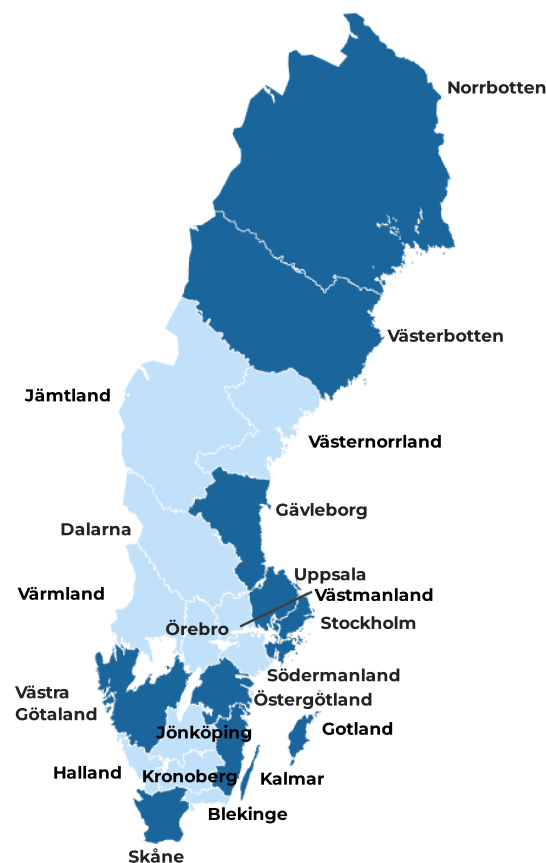 Norrbotten
Västerbotten
Jämtland
Västernorrland
Gävleborg
Dalarna
Uppsala
Värmland
Västmanland
Örebro
Stockholm
Södermanland
Västra
Götaland
Östergötland
Jönköping
Gotland
Halland
Kronoberg
Kalmar
Blekinge
Skåne